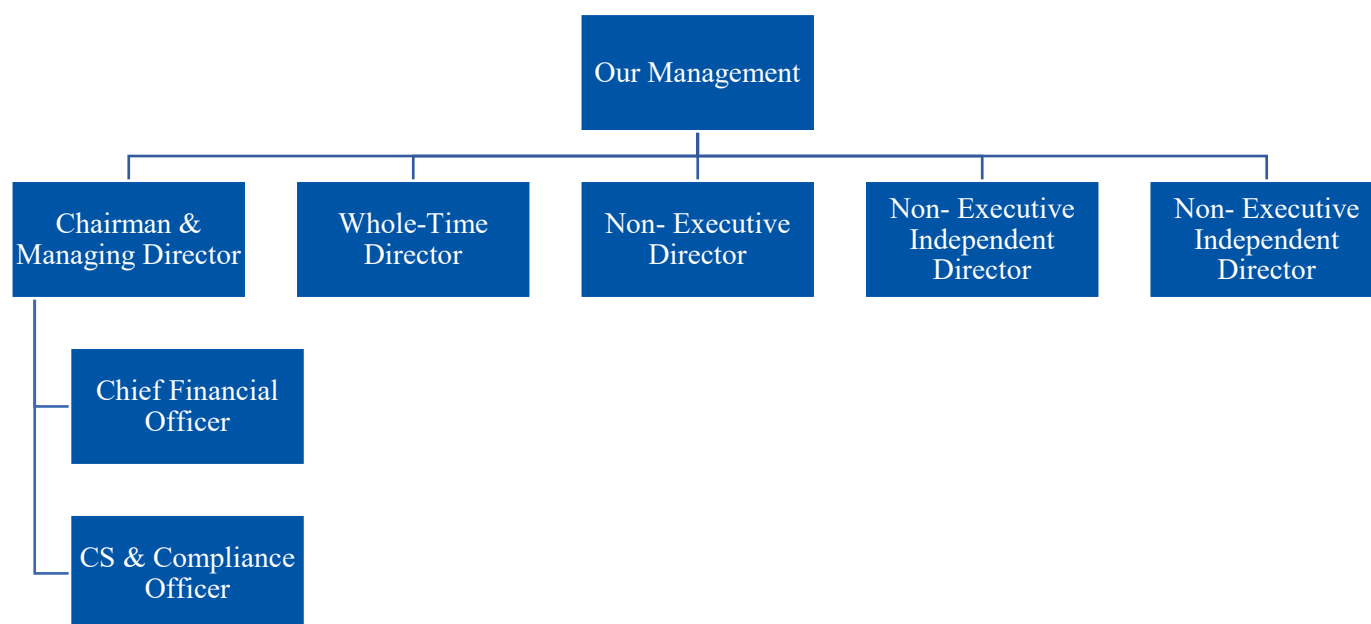 Our Management
Chairman &
Managing Director
Whole-Time
Director
Non- Executive
Director
Non- Executive
Independent
Director
Non- Executive
Independent
Director
Chief Financial
Officer
CS & Compliance
Officer